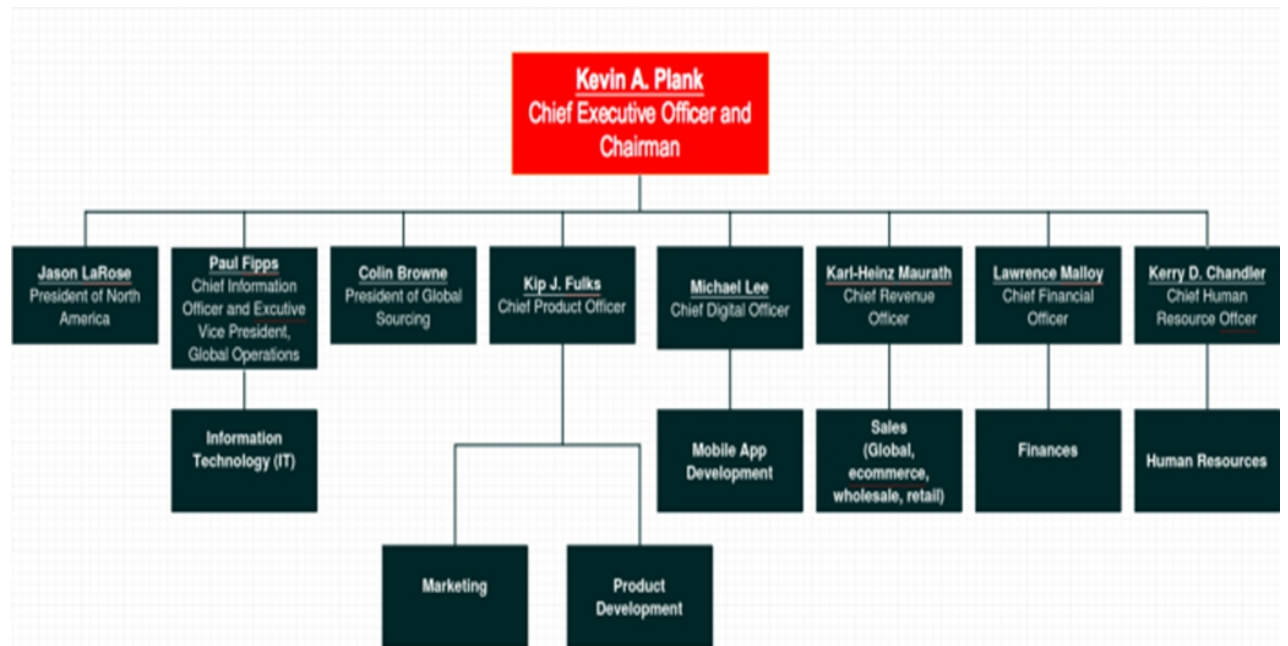 Kevin A. Plank
Chief Executive Officer and
Chairman
Jason LaRose
President of North
America
Paul Fipps
Chief Information
Officer and Excutive
Vice President,
Global Operations
Colin Browne
President of Global
Sourcing
Kip J. Fulks
Chief Product Officer
Michael Lee
Chief Digital Officer
Karl-Heinz Maurath
Chief Revenue
Officer
Lawrence Malloy
Chief Financial
Officer
Kerry D. Chandler
Chief Human
Resource Offcer
Information
Technology (IT)
Mobile App
Development
Sales
(Global,
ecommerce,
wholesale, retail)
Finances
Human Resources
Marketing
Product
Development